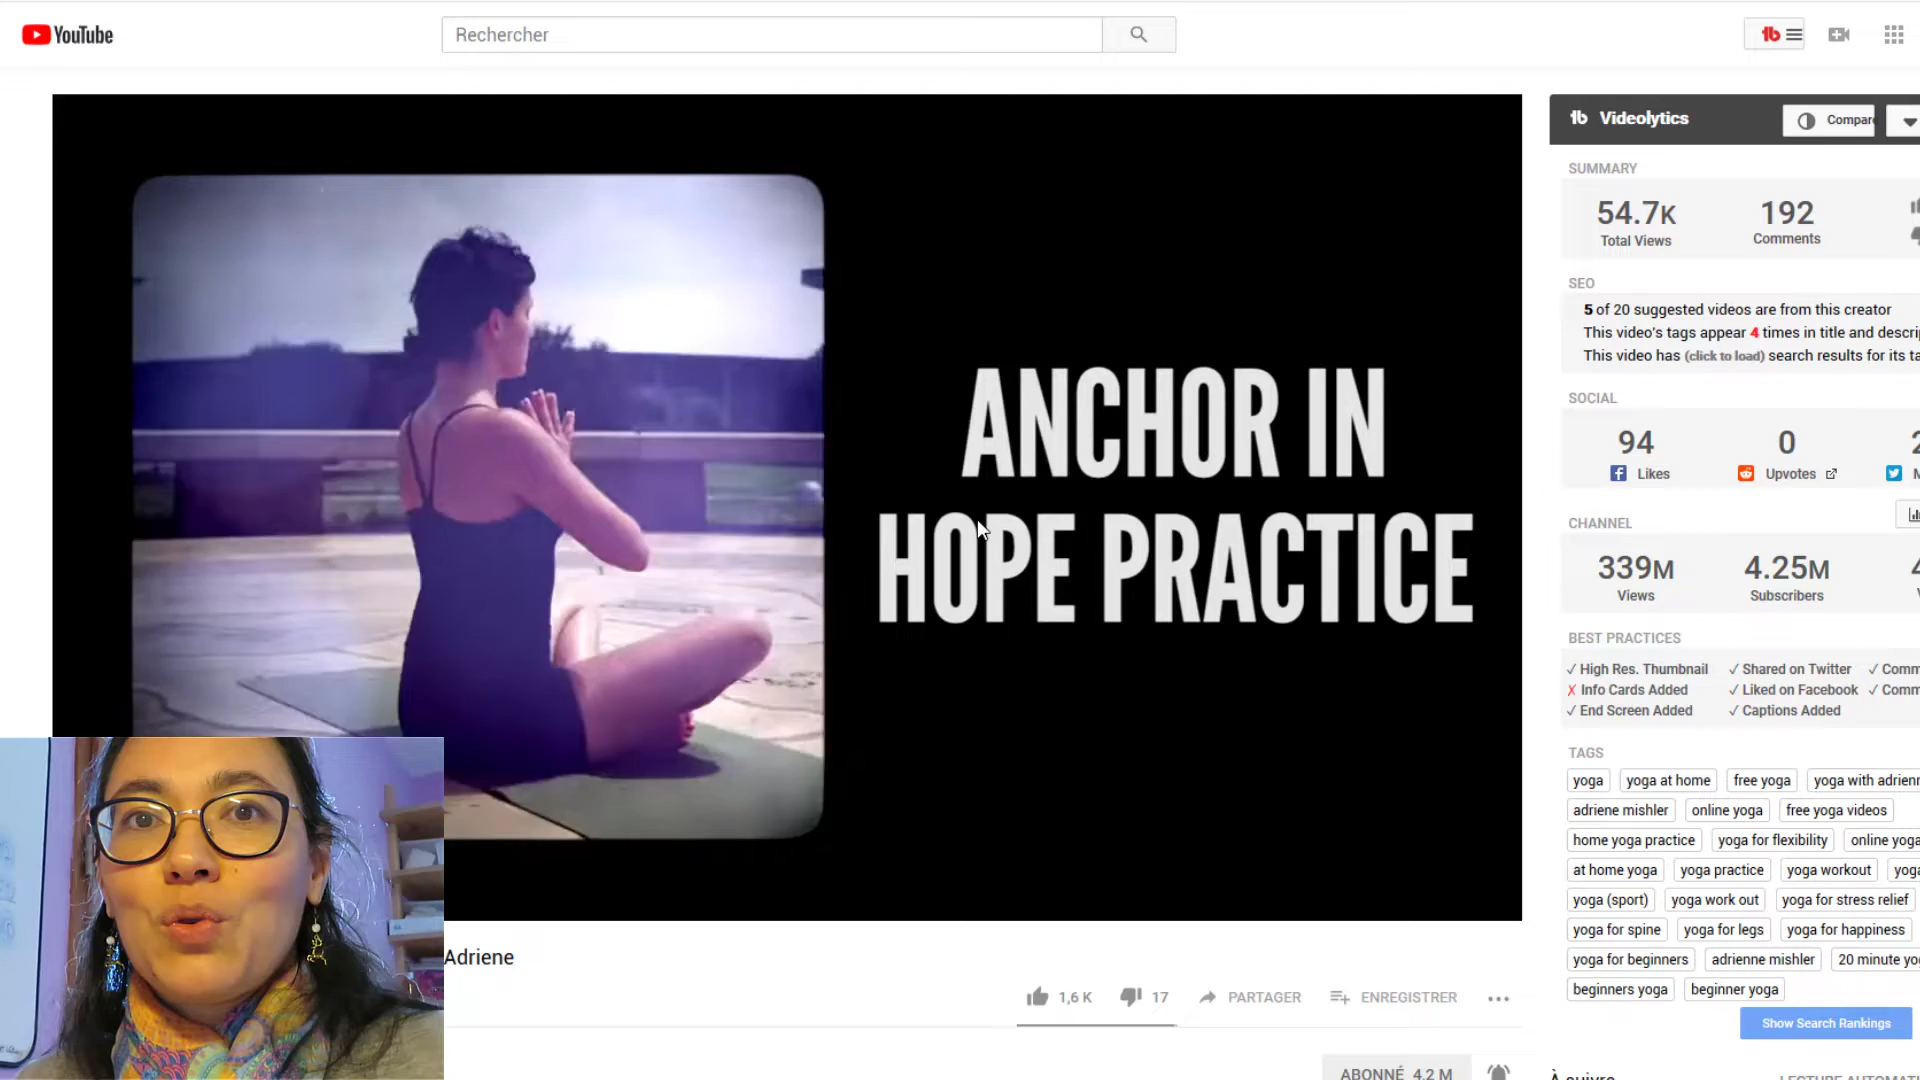 YouTube
Rechercher
ANCHOR IN
HOPE PRACTICE
Adriene
1,6 K
17
PARTAGER
ENREGISTRER
ABONNÉ 4,2 M
Videolytics
SUMMARY
54.7K
192
Total Views
Comments
SEO
5 of 20 suggested videos are from this creator
This video's tags appear 4 times in title and
This video has (click to load) search results for its
SOCIAL
94
0
Likes
Upvotes
CHANNEL
339M
4.25M
Views
Subscribers
BEST PRACTICES
✓ High Res. Thumbnail ✓ Shared on Twitter ✓
✗ Info Cards Added ✓ Liked on Facebook ✓
✓ End Screen Added ✓ Captions Added
TAGS
yoga yoga at home free yoga yoga with
adriene mishler online yoga free yoga videos
home yoga practice yoga for flexibility online
at home yoga yoga practice yoga workout
yoga (sport) yoga work out yoga for stress relief
yoga for spine yoga for legs yoga for happiness
yoga for beginners adrienne mishler 20 minute
beginners yoga beginner yoga
Show Search Rankings